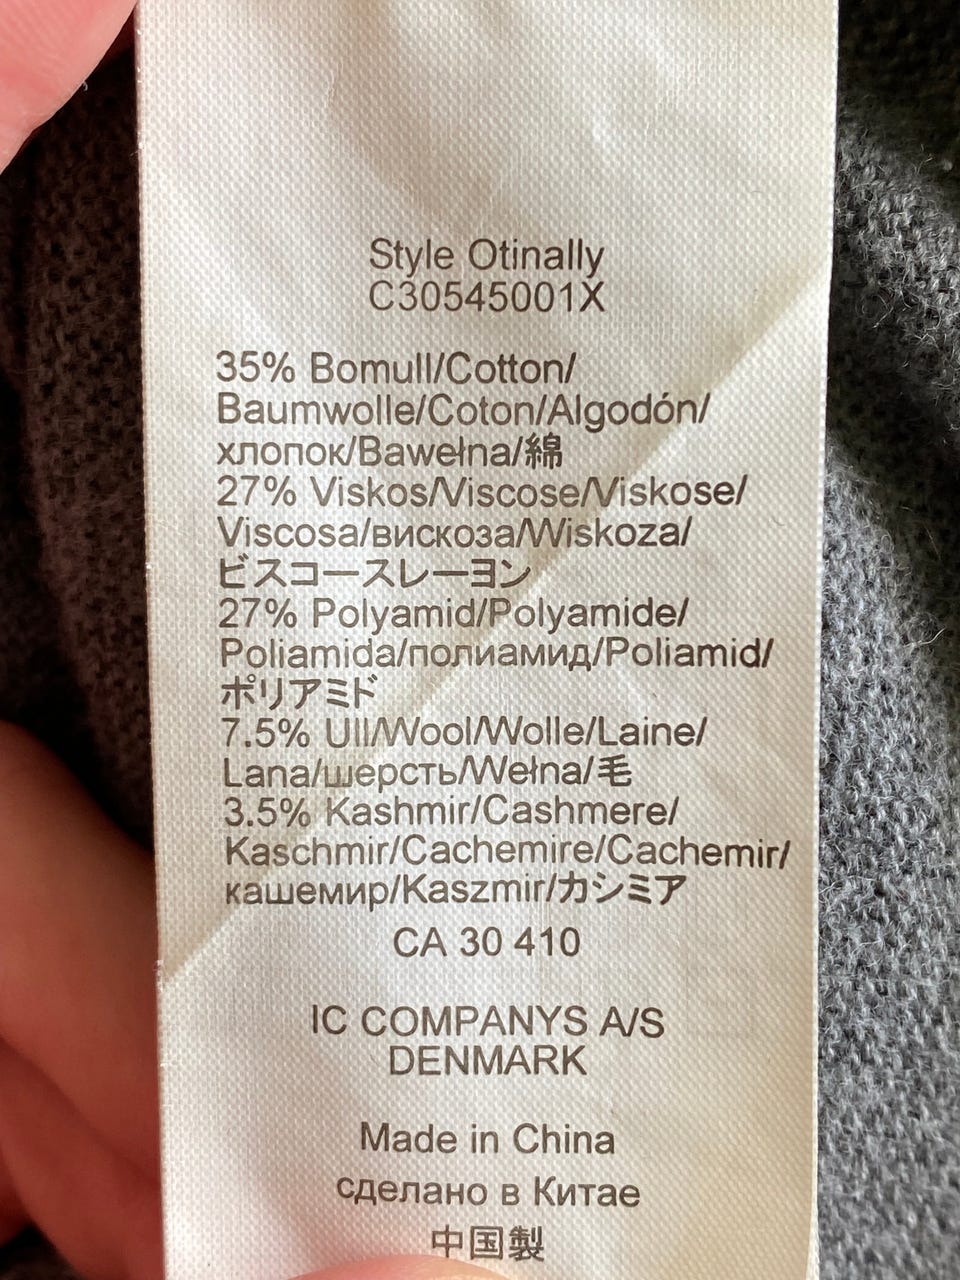 Style Otinally
C30545001X
35% Bomull/Cotton/
Baumwolle/Coton/Algodón/
хлопок/Bawełna/綿
27% Viskos/Viscose/Viskose/
Viscosa/вискоза/Wiskoza/
ビスコースレーヨン
27% Polyamid/Polyamide/
Poliamida/полиамид/Poliamid/
ポリアミド
7.5% Ull/Wool/Wolle/Laine/
Lana/шерсть/Wełna/毛
3.5% Kashmir/Cashmere/
Kaschmir/Cachemire/Cachemir/
кашемир/Kaszmir/カシミア
CA 30 410
IC COMPANYS A/S
DENMARK
Made in China
сделано в Китае
中国製